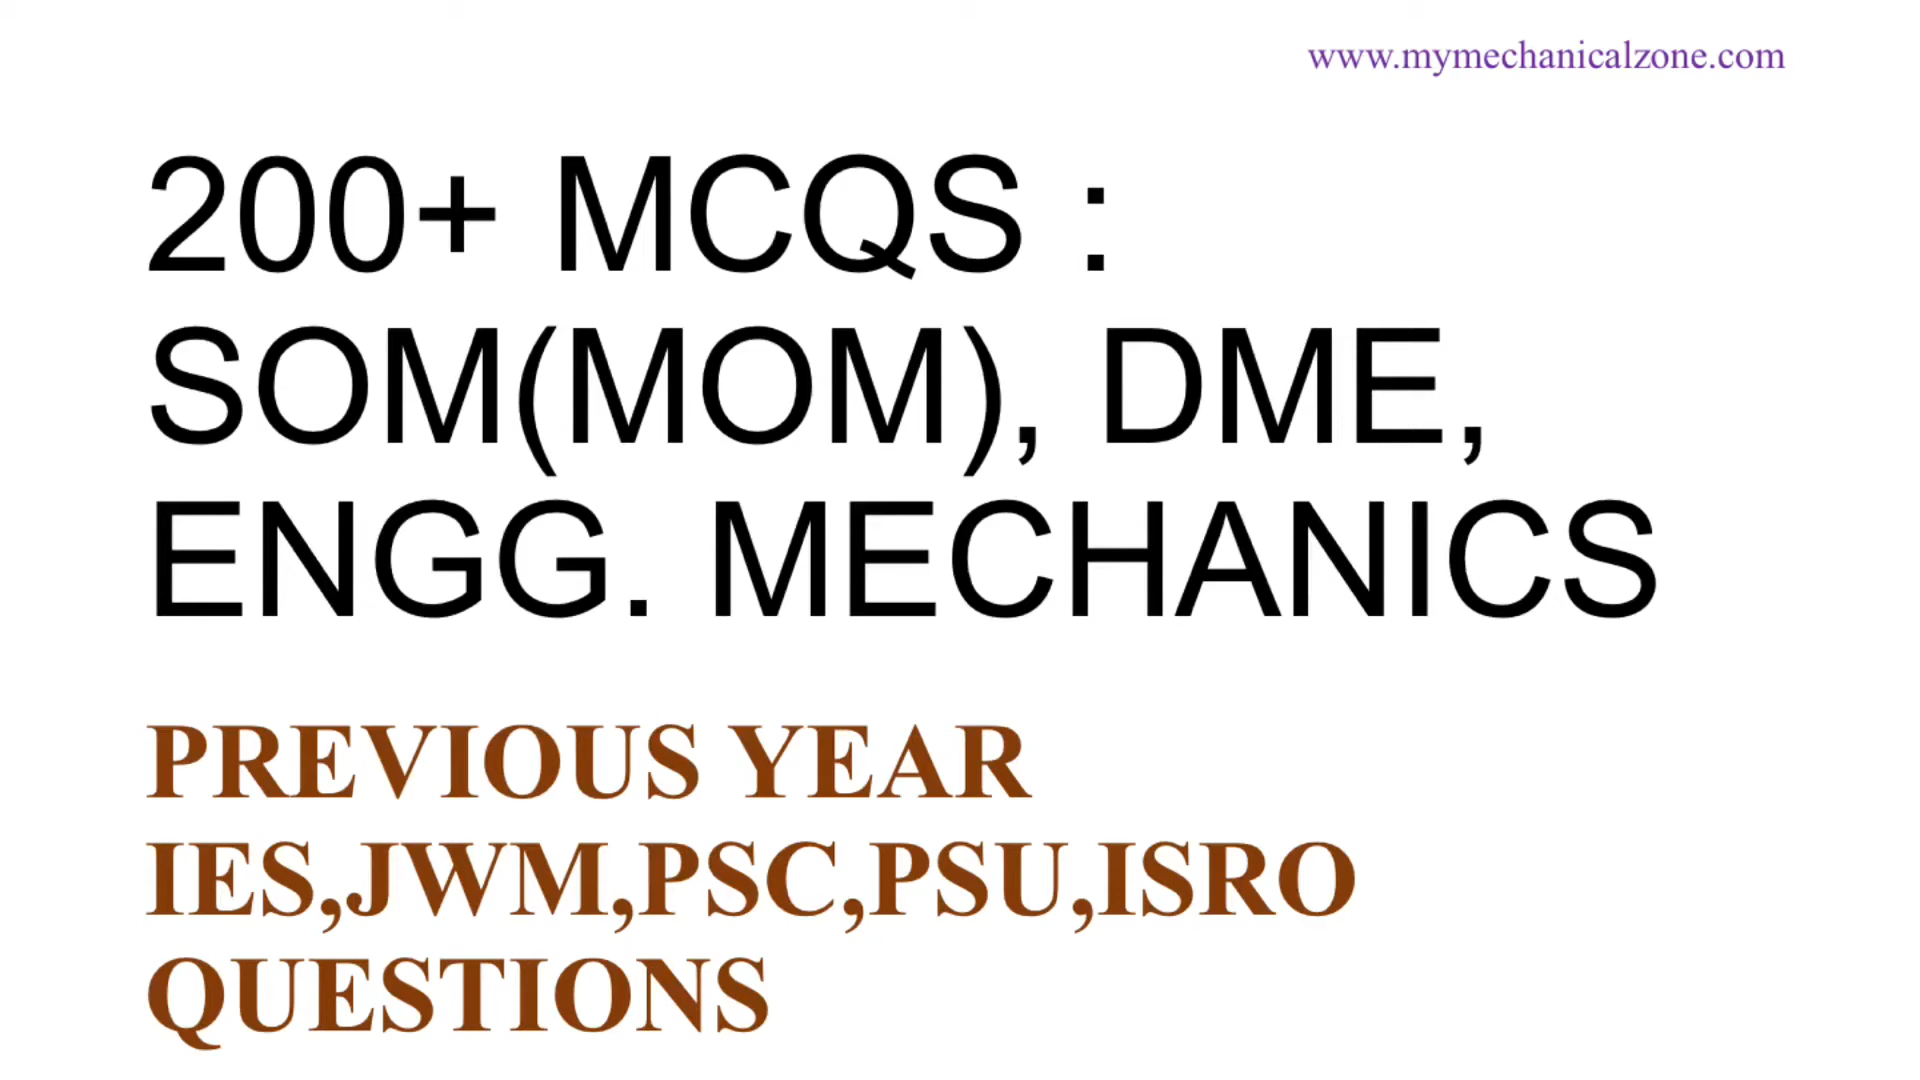 www.mymechanicalzone.com
200+ MCQS :
SOM(MOM), DME,
ENGG. MECHANICS
PREVIOUS YEAR
IES,JWM,PSC,PSU,ISRO
QUESTIONS